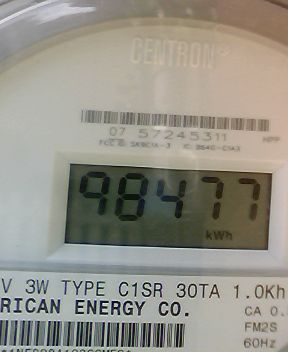 CENTRON®
07 57245311
98477
kWh
V 3W TYPE C1SR 30TA 1.0Kh
RICAN ENERGY CO.
CA 0.
FM2S
60Hz